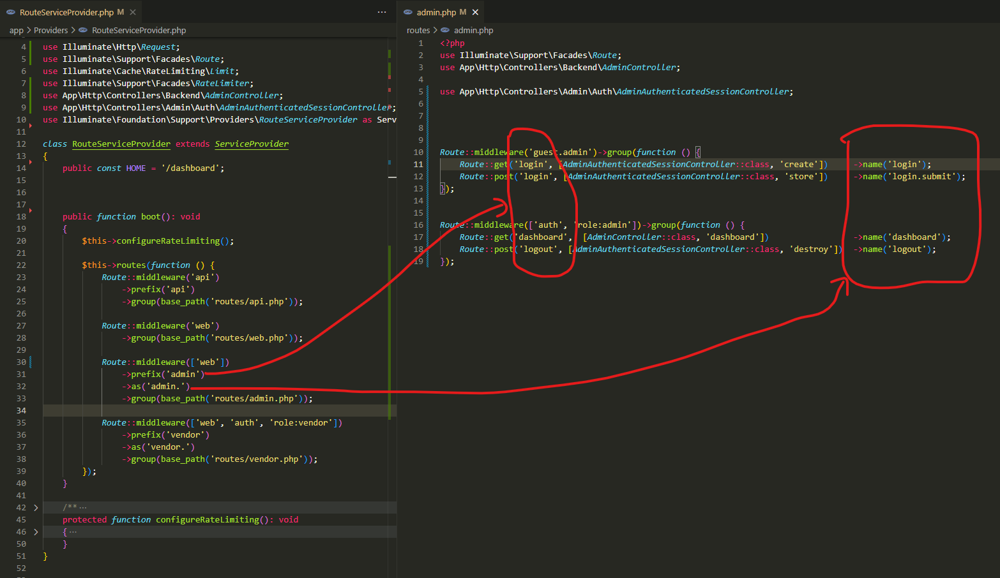 RouteServiceProvider.php M ×
···
app > Providers > RouteServiceProvider.php
4 use Illuminate\Http\Request;
5 use Illuminate\Support\Facades\Route;
6 use Illuminate\Cache\RateLimiting\Limit;
7 use Illuminate\Support\Facades\RateLimiter;
8 use App\Http\Controllers\Backend\AdminController;
9 use App\Http\Controllers\Admin\Auth\AdminAuthenticatedSessionController;
10 use Illuminate\Foundation\Support\Providers\RouteServiceProvider as Serv
11
12 class RouteServiceProvider extends ServiceProvider
13 {
14     public const HOME = '/dashboard';
15
16
17
18     public function boot(): void
19     {
20         $this->configureRateLimiting();
21
22         $this->routes(function () {
23             Route::middleware('api')
24                 ->prefix('api')
25                 ->group(base_path('routes/api.php'));
26
27             Route::middleware('web')
28                 ->group(base_path('routes/web.php'));
29
30             Route::middleware(['web'])
31                 ->prefix('admin')
32                 ->as('admin.')
33                 ->group(base_path('routes/admin.php'));
34
35             Route::middleware(['web', 'auth', 'role:vendor'])
36                 ->prefix('vendor')
37                 ->as('vendor.')
38                 ->group(base_path('routes/vendor.php'));
39         });
40     }
41
42 >   /** ···
45     protected function configureRateLimiting(): void
46 >   { ···
50     }
51 }
52
admin.php M ×
routes > admin.php
1 <?php
2 use Illuminate\Support\Facades\Route;
3 use App\Http\Controllers\Backend\AdminController;
4
5 use App\Http\Controllers\Admin\Auth\AdminAuthenticatedSessionController;
6
7
8
9
10 Route::middleware('guest.admin')->group(function () {
11     Route::get('login', [AdminAuthenticatedSessionController::class, 'create'])     ->name('login');
12     Route::post('login', [AdminAuthenticatedSessionController::class, 'store'])     ->name('login.submit');
13 });
14
15
16 Route::middleware(['auth', 'role:admin'])->group(function () {
17     Route::get('dashboard',  [AdminController::class, 'dashboard'])     ->name('dashboard');
18     Route::post('logout', [AdminAuthenticatedSessionController::class, 'destroy'])  ->name('logout');
19 });